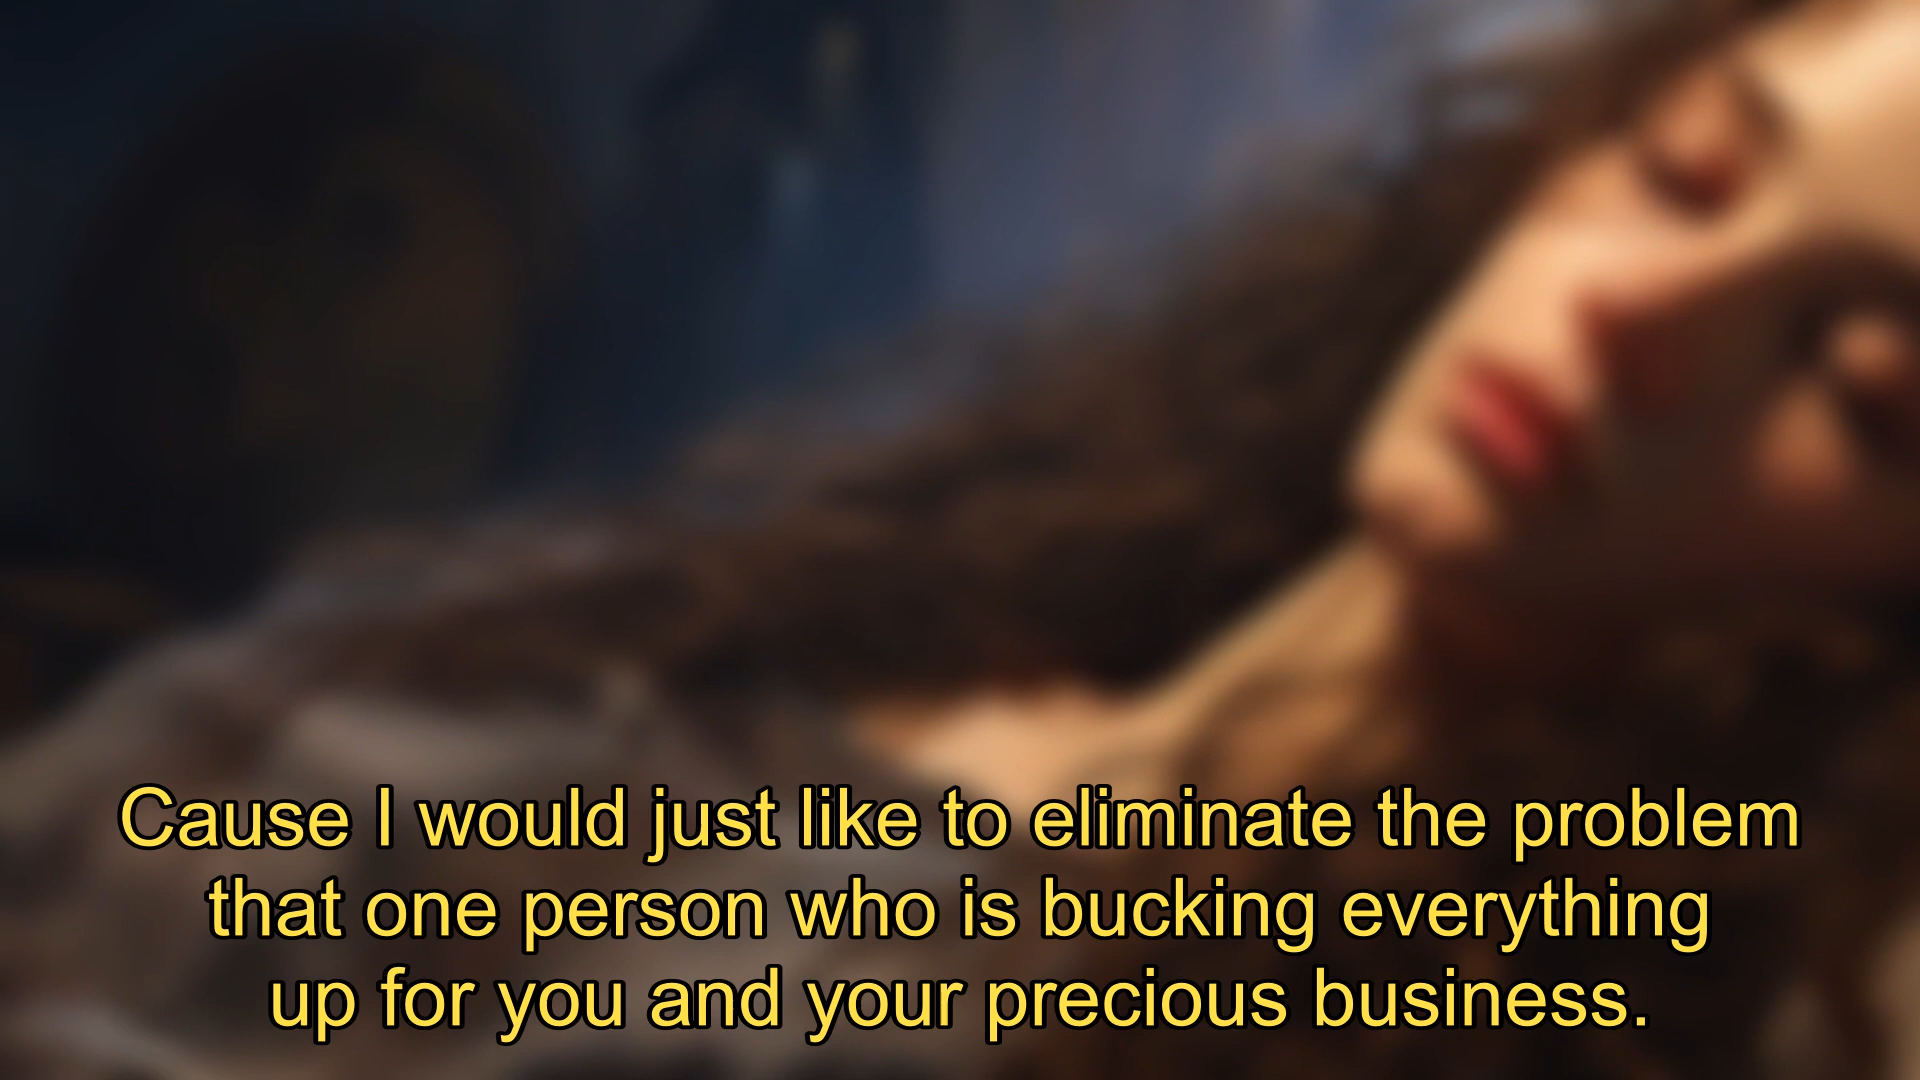 Cause I would just like to eliminate the problem
that one person who is bucking everything
up for you and your precious business.